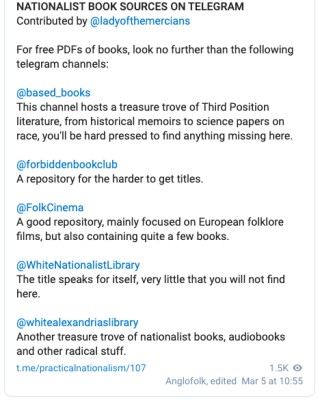 NATIONALIST BOOK SOURCES ON TELEGRAM
Contributed by @ladyofthemercians
For free PDFs of books, look no further than the following
telegram channels:
@based_books
This channel hosts a treasure trove of Third Position
literature, from historical memoirs to science papers on
race, you'll be hard pressed to find anything missing here.
@forbiddenbookclub
A repository for the harder to get titles.
@FolkCinema
A good repository, mainly focused on European folklore
films, but also containing quite a few books.
@WhiteNationalistLibrary
The title speaks for itself, very little that you will not find
here.
@whitealexandriaslibrary
Another treasure trove of nationalist books, audiobooks
and other radical stuff.
t.me/practicalnationalism/107 1.5K
Anglofolk, edited Mar 5 at 10:55